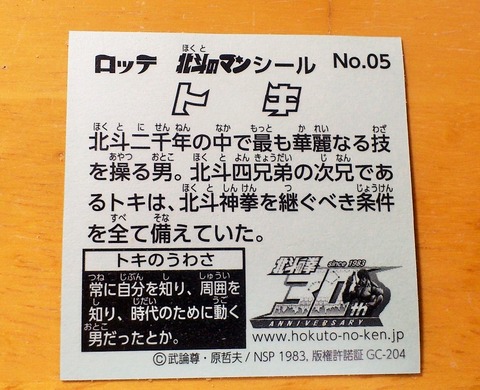 ロッテ 北斗のマンシール No.05
トキ
北斗二千年の中で最も華麗なる技
を操る男。北斗四兄弟の次兄であ
るトキは、北斗神拳を継ぐべき条件
を全て備えていた。
トキのうわさ
常に自分を知り、周囲を
知り、時代のために動く
男だったとか。
北斗の拳 since 1983
30th
ANNIVERSARY
www.hokuto-no-ken.jp
©武論尊・原哲夫/NSP 1983, 版権許諾証 GC-204